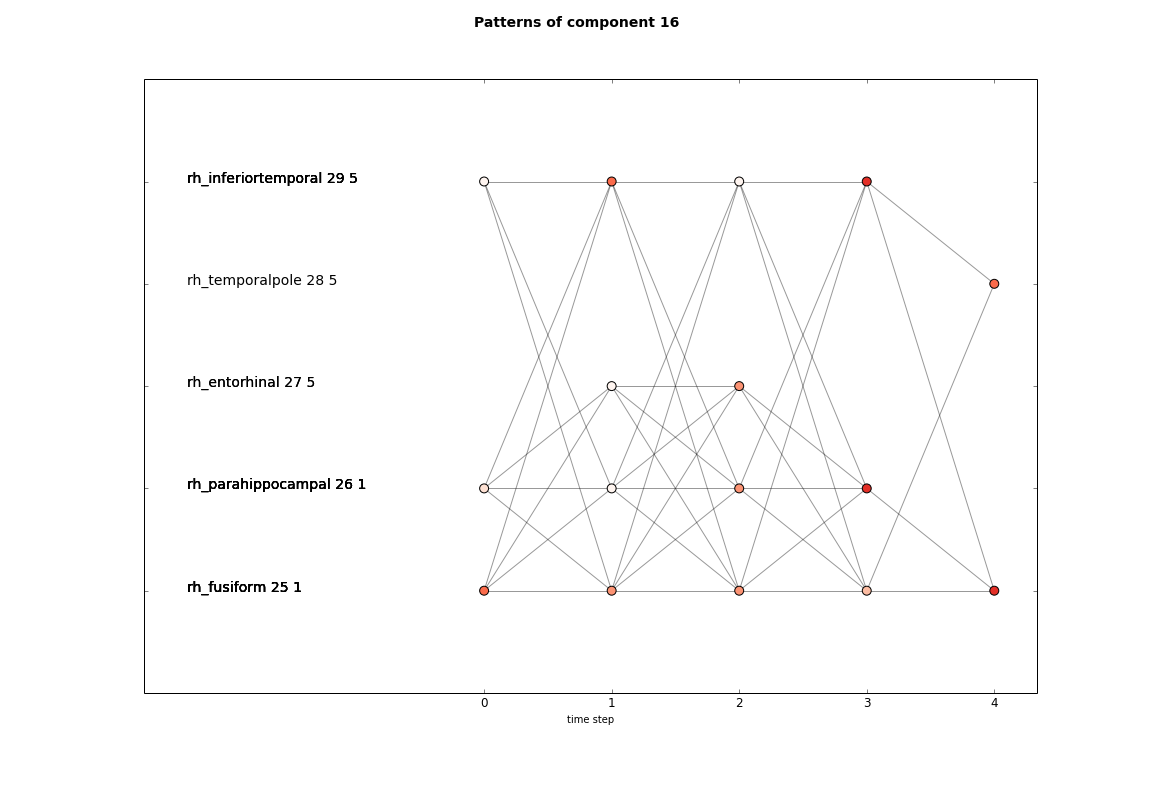 Patterns of component 16
rh_inferiortemporal 29 5
rh_temporalpole 28 5
rh_entorhinal 27 5
rh_parahippocampal 26 1
rh_fusiform 25 1
0 1 2 3 4
time step